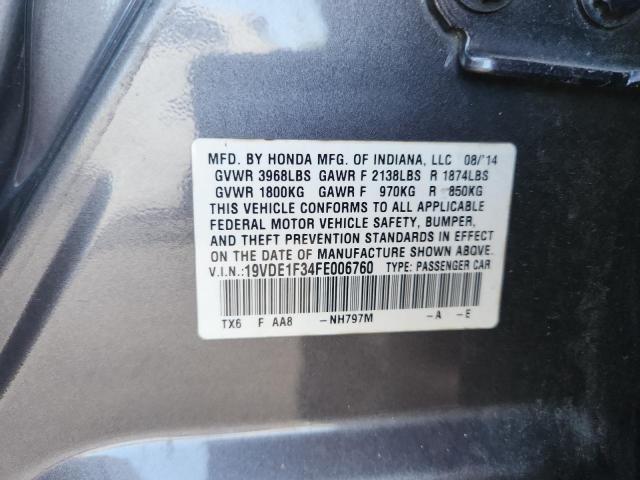 MFD. BY HONDA MFG. OF INDIANA, LLC 08/'14
GVWR 3968LBS GAWR F 2138LBS R 1874LBS
GVWR 1800KG GAWR F 970KG R 850KG
THIS VEHICLE CONFORMS TO ALL APPLICABLE
FEDERAL MOTOR VEHICLE SAFETY, BUMPER,
AND THEFT PREVENTION STANDARDS IN EFFECT
ON THE DATE OF MANUFACTURE SHOWN ABOVE.
V.I.N.:19VDE1F34FE006760 TYPE: PASSENGER CAR
TX6 F AA8 -NH797M -A -E